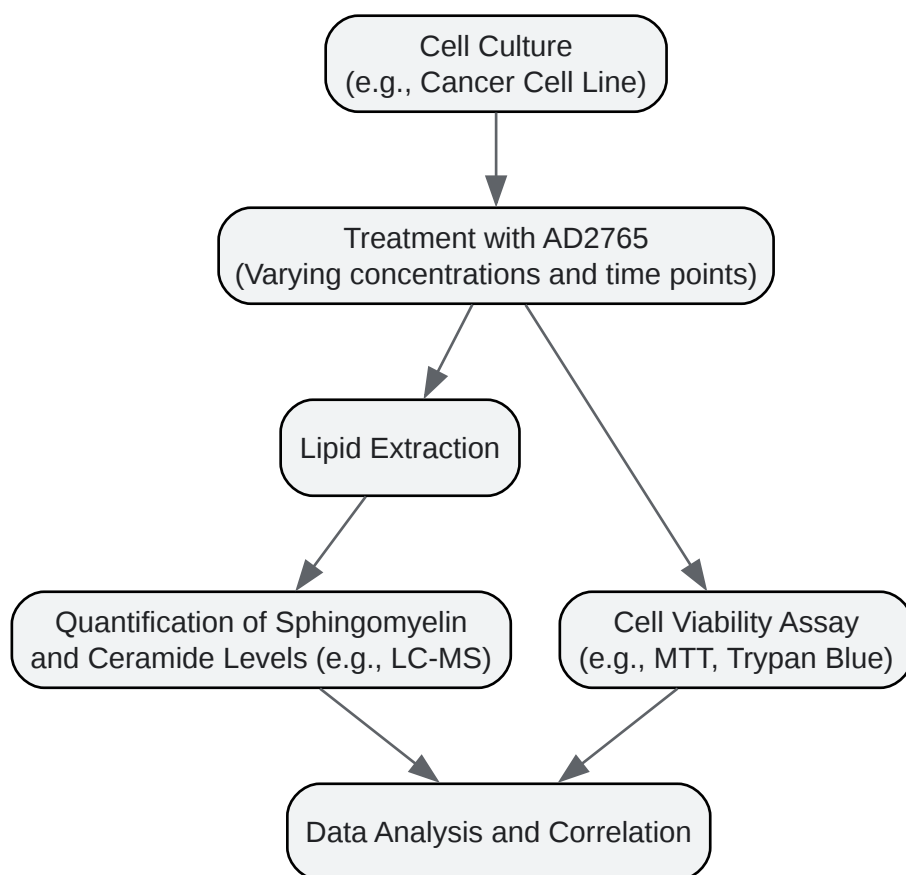 Cell Culture
(e.g., Cancer Cell Line)
Treatment with AD2765
(Varying concentrations and time points)
Lipid Extraction
Quantification of Sphingomyelin
and Ceramide Levels (e.g., LC-MS)
Cell Viability Assay
(e.g., MTT, Trypan Blue)
Data Analysis and Correlation